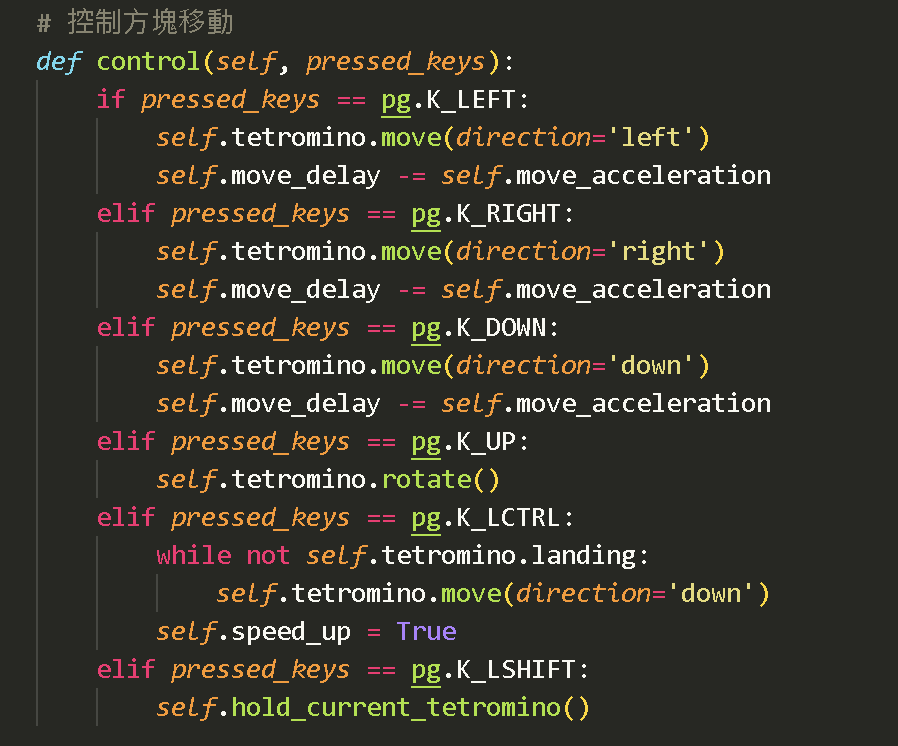 # 控制方塊移動
def control(self, pressed_keys):
    if pressed_keys == pg.K_LEFT:
        self.tetromino.move(direction='left')
        self.move_delay -= self.move_acceleration
    elif pressed_keys == pg.K_RIGHT:
        self.tetromino.move(direction='right')
        self.move_delay -= self.move_acceleration
    elif pressed_keys == pg.K_DOWN:
        self.tetromino.move(direction='down')
        self.move_delay -= self.move_acceleration
    elif pressed_keys == pg.K_UP:
        self.tetromino.rotate()
    elif pressed_keys == pg.K_LCTRL:
        while not self.tetromino.landing:
            self.tetromino.move(direction='down')
        self.speed_up = True
    elif pressed_keys == pg.K_LSHIFT:
        self.hold_current_tetromino()